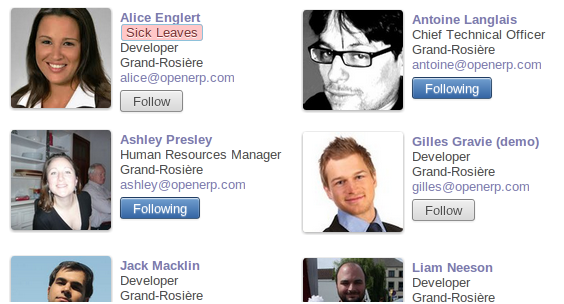 Alice Englert
Sick Leaves
Developer
Grand-Rosière
alice@openerp.com
Follow
Antoine Langlais
Chief Technical Officer
Grand-Rosière
antoine@openerp.com
Following
Ashley Presley
Human Resources Manager
Grand-Rosière
ashley@openerp.com
Following
Gilles Gravie (demo)
Developer
Grand-Rosière
gilles@openerp.com
Follow
Jack Macklin
Developer
Grand-Rosière
Liam Neeson
Developer
Grand-Rosière